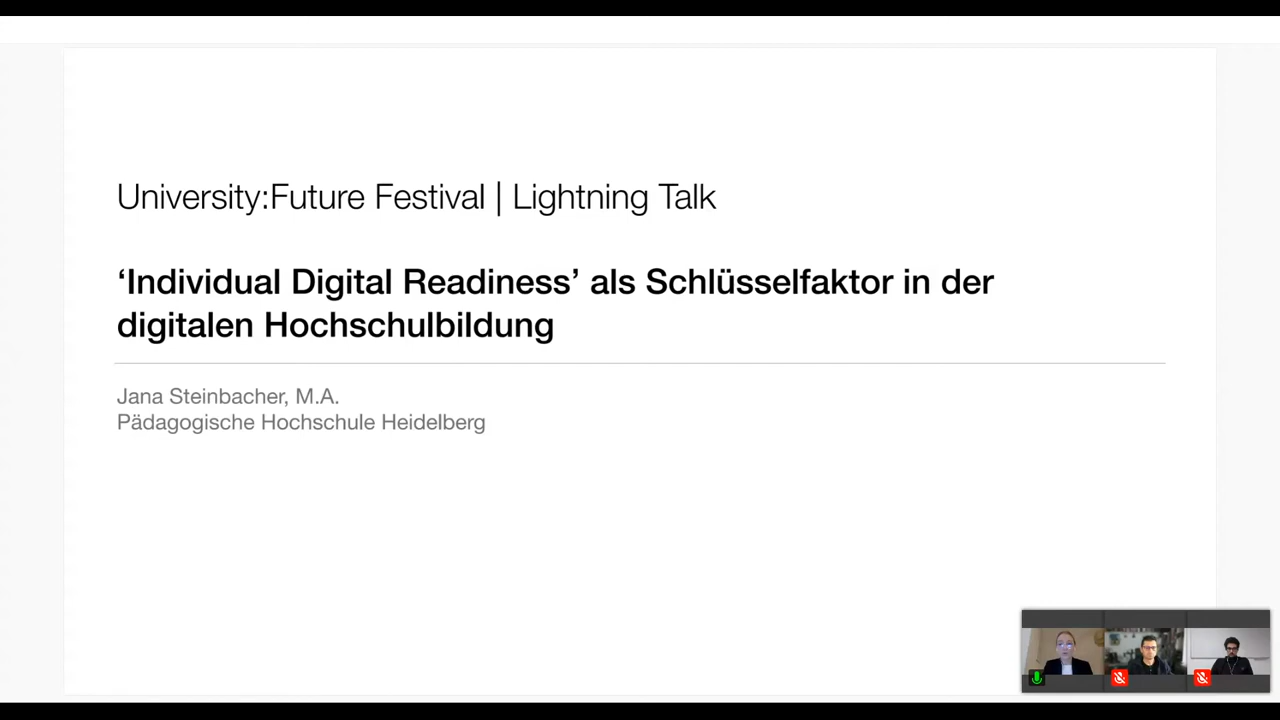 University:Future Festival | Lightning Talk
‘Individual Digital Readiness’ als Schlüsselfaktor in der
digitalen Hochschulbildung
Jana Steinbacher, M.A.
Pädagogische Hochschule Heidelberg